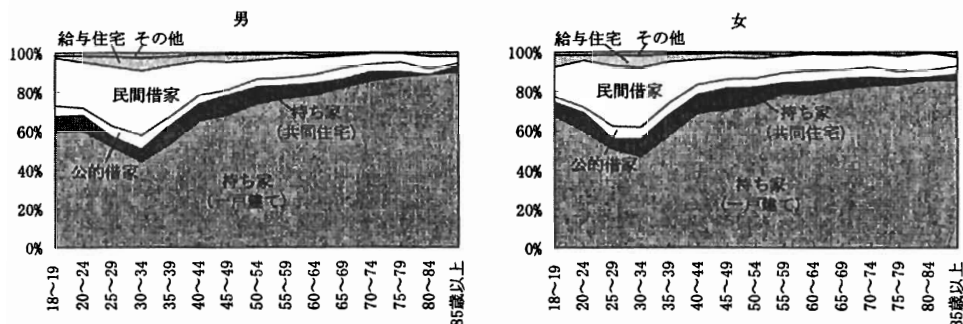 男
給与住宅 その他
100%
80%
60%
40%
20%
0%
民間借家
持ち家
(共同住宅)
公的借家
持ち家
(一戸建て)
18~19
20~24
25~29
30~34
35~39
40~44
45~49
50~54
55~59
60~64
65~69
70~74
75~79
80~84
85歳以上
女
給与住宅 その他
100%
80%
60%
40%
20%
0%
民間借家
持ち家
(共同住宅)
公的借家
持ち家
(一戸建て)
18~19
20~24
25~29
30~34
35~39
40~44
45~49
50~54
55~59
60~64
65~69
70~74
75~79
80~84
85歳以上